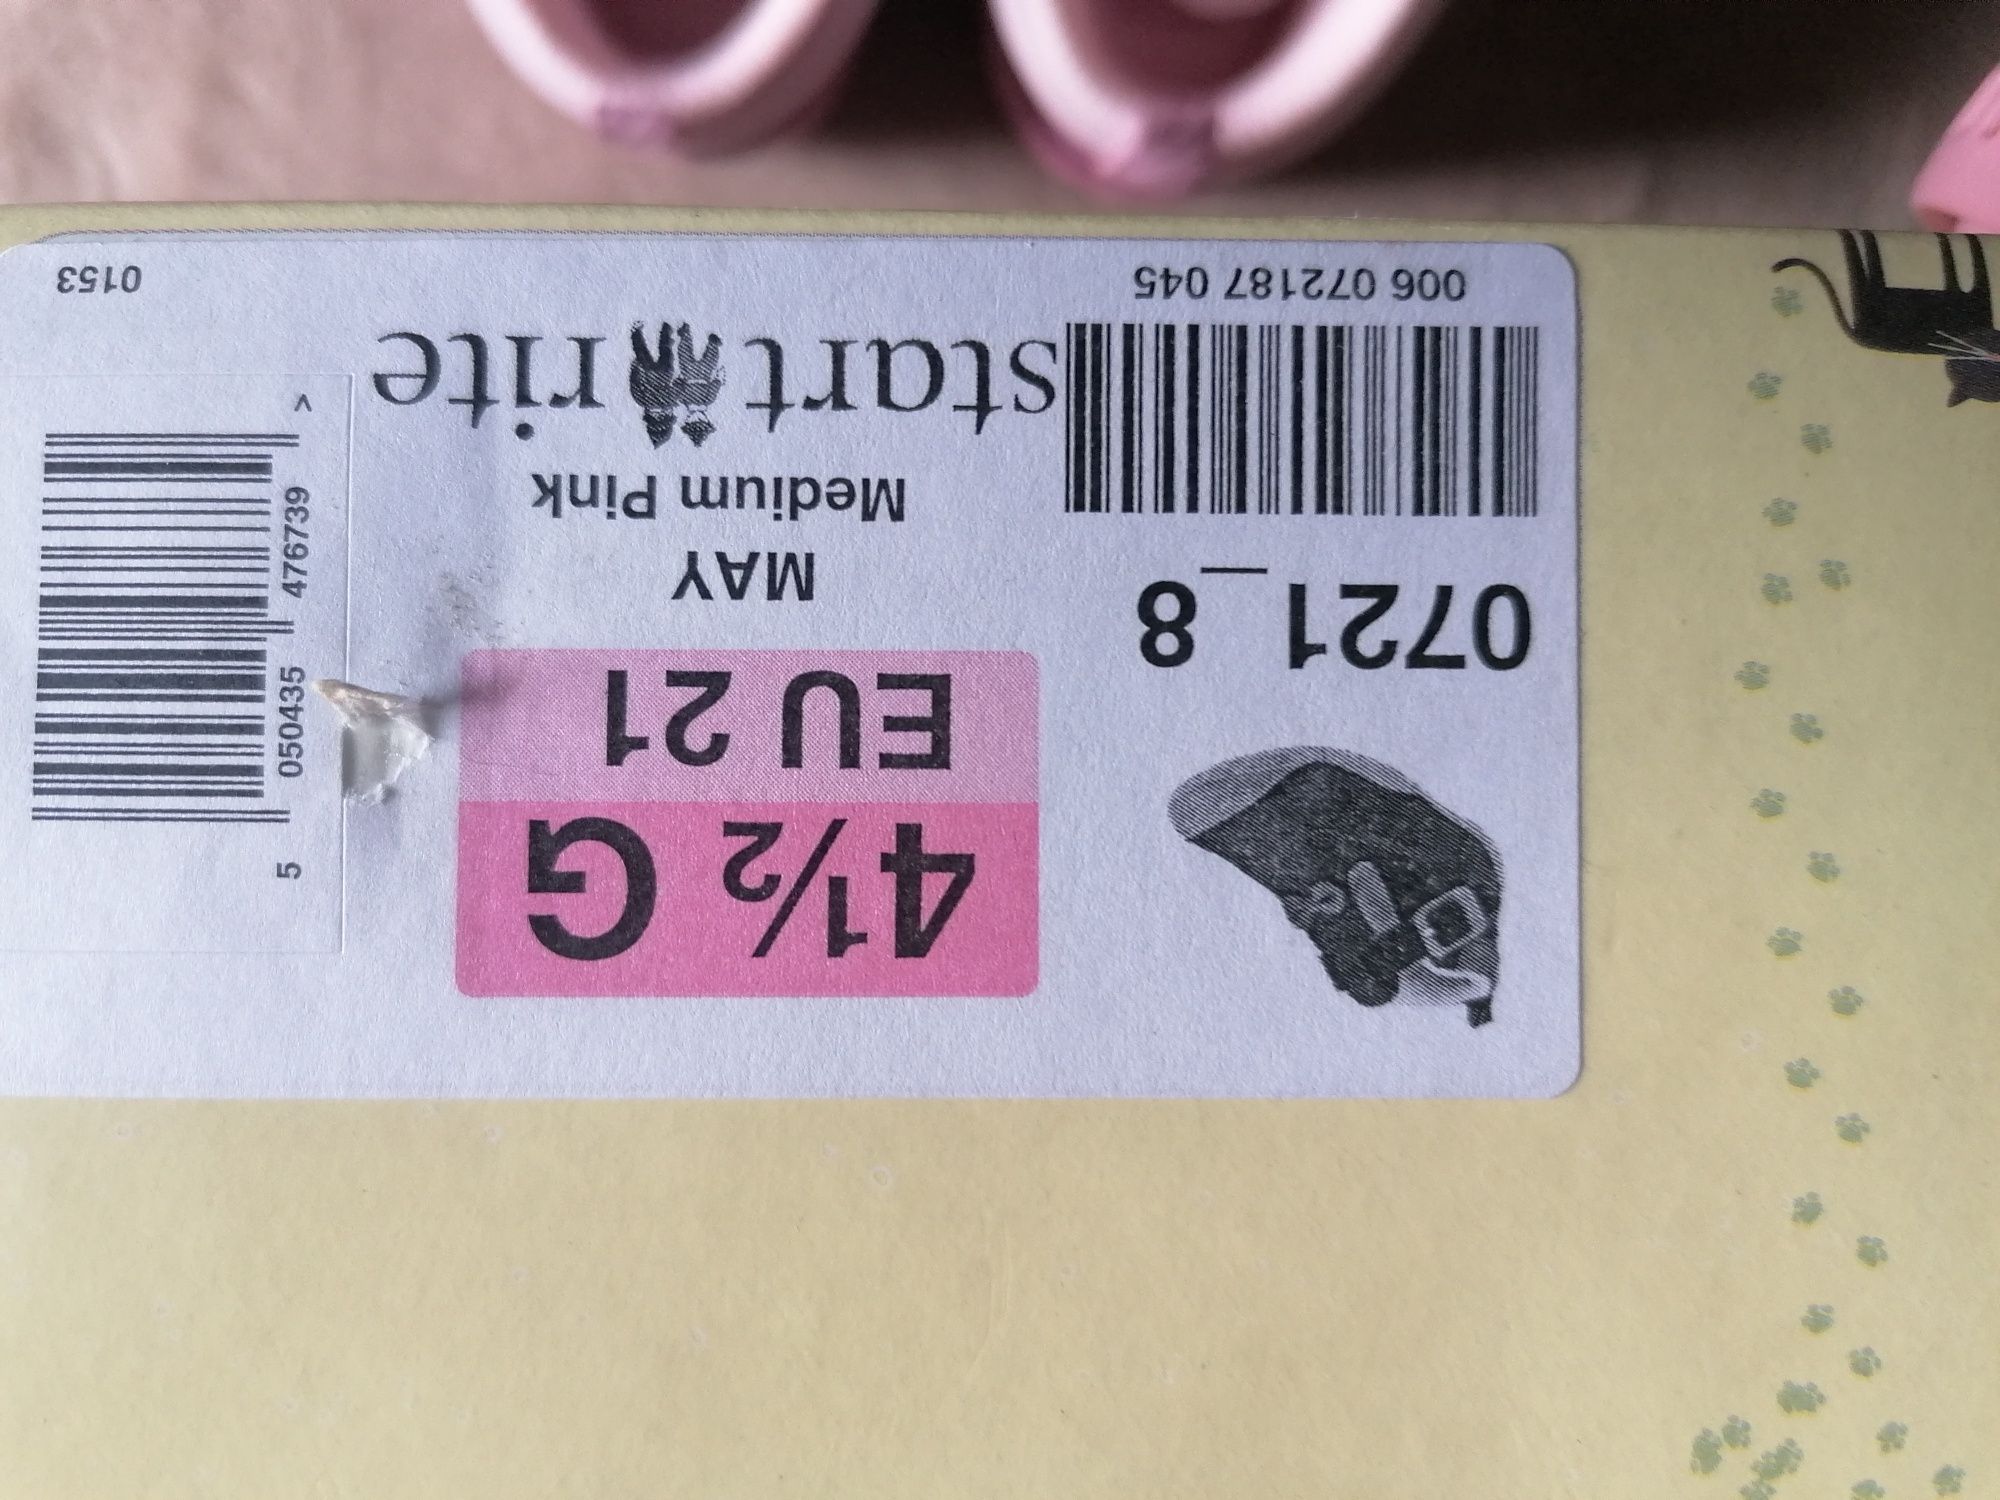 4½ G
EU 21
0721_8
MAY
Medium Pink
start rite
006 072187 045
0153
5 050435 476739 >